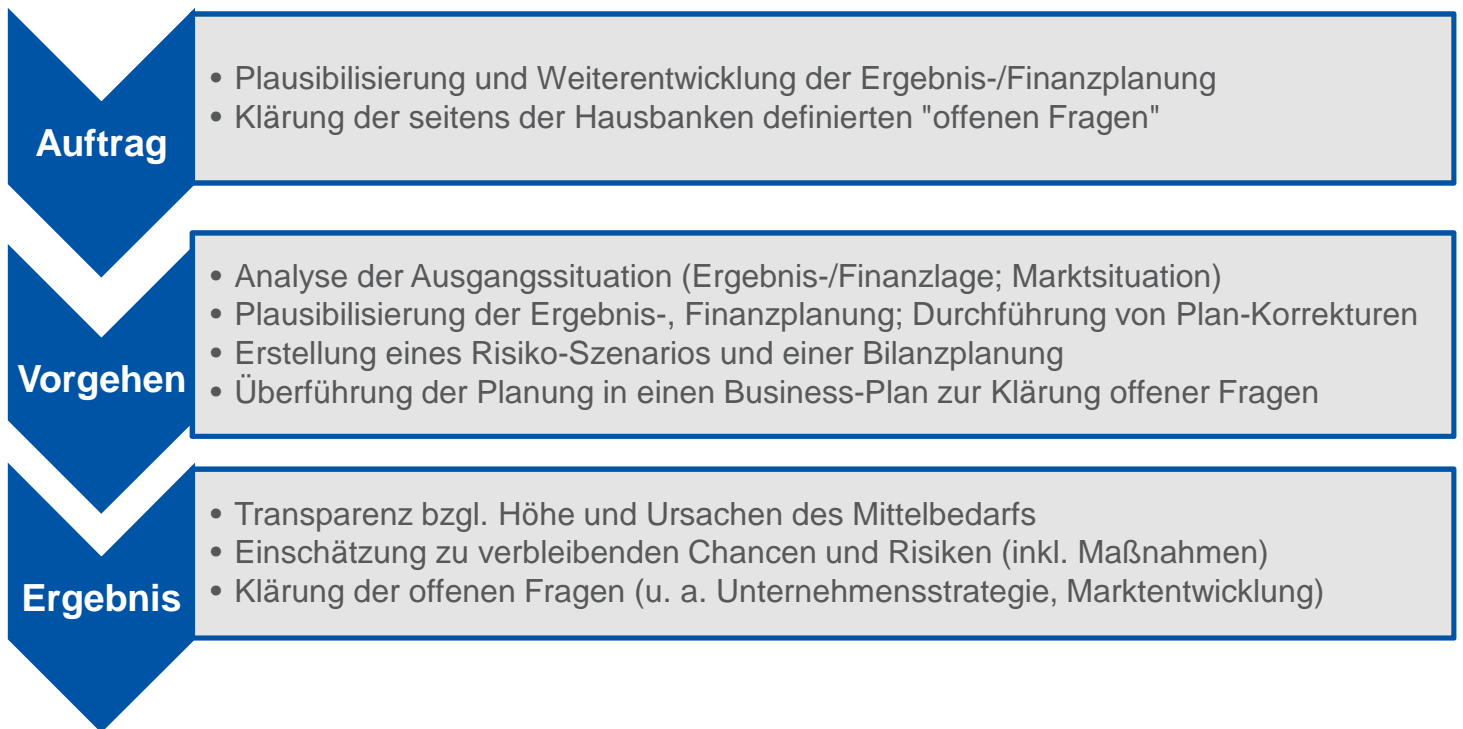 Auftrag
• Plausibilisierung und Weiterentwicklung der Ergebnis-/Finanzplanung
• Klärung der seitens der Hausbanken definierten "offenen Fragen"
Vorgehen
• Analyse der Ausgangssituation (Ergebnis-/Finanzlage; Marktsituation)
• Plausibilisierung der Ergebnis-, Finanzplanung; Durchführung von Plan-Korrekturen
• Erstellung eines Risiko-Szenarios und einer Bilanzplanung
• Überführung der Planung in einen Business-Plan zur Klärung offener Fragen
Ergebnis
• Transparenz bzgl. Höhe und Ursachen des Mittelbedarfs
• Einschätzung zu verbleibenden Chancen und Risiken (inkl. Maßnahmen)
• Klärung der offenen Fragen (u. a. Unternehmensstrategie, Marktentwicklung)